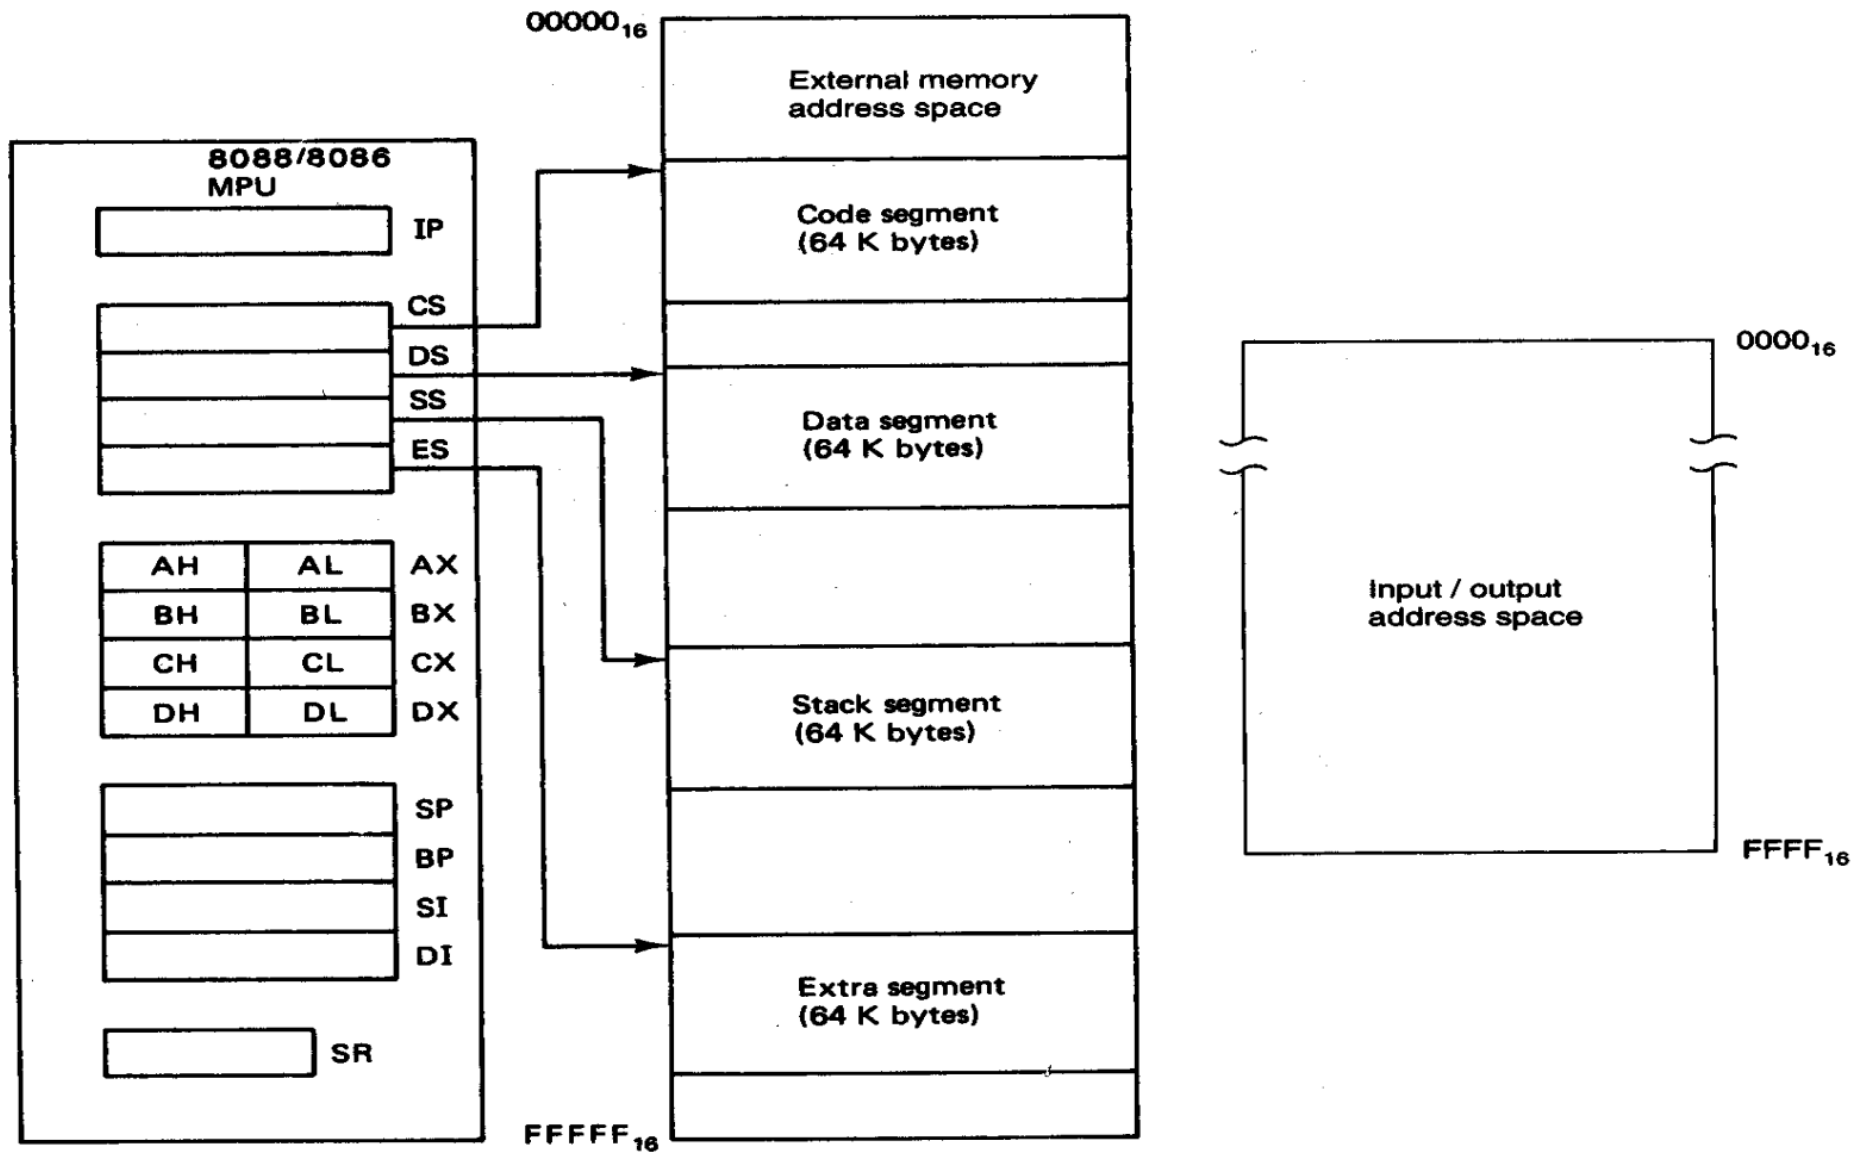 00000₁₆
External memory
address space
8088/8086
MPU
IP
CS
DS
SS
ES
AH AL AX
BH BL BX
CH CL CX
DH DL DX
SP
BP
SI
DI
SR
Code segment
(64 K bytes)
Data segment
(64 K bytes)
Stack segment
(64 K bytes)
Extra segment
(64 K bytes)
FFFFF₁₆
0000₁₆
Input / output
address space
FFFF₁₆